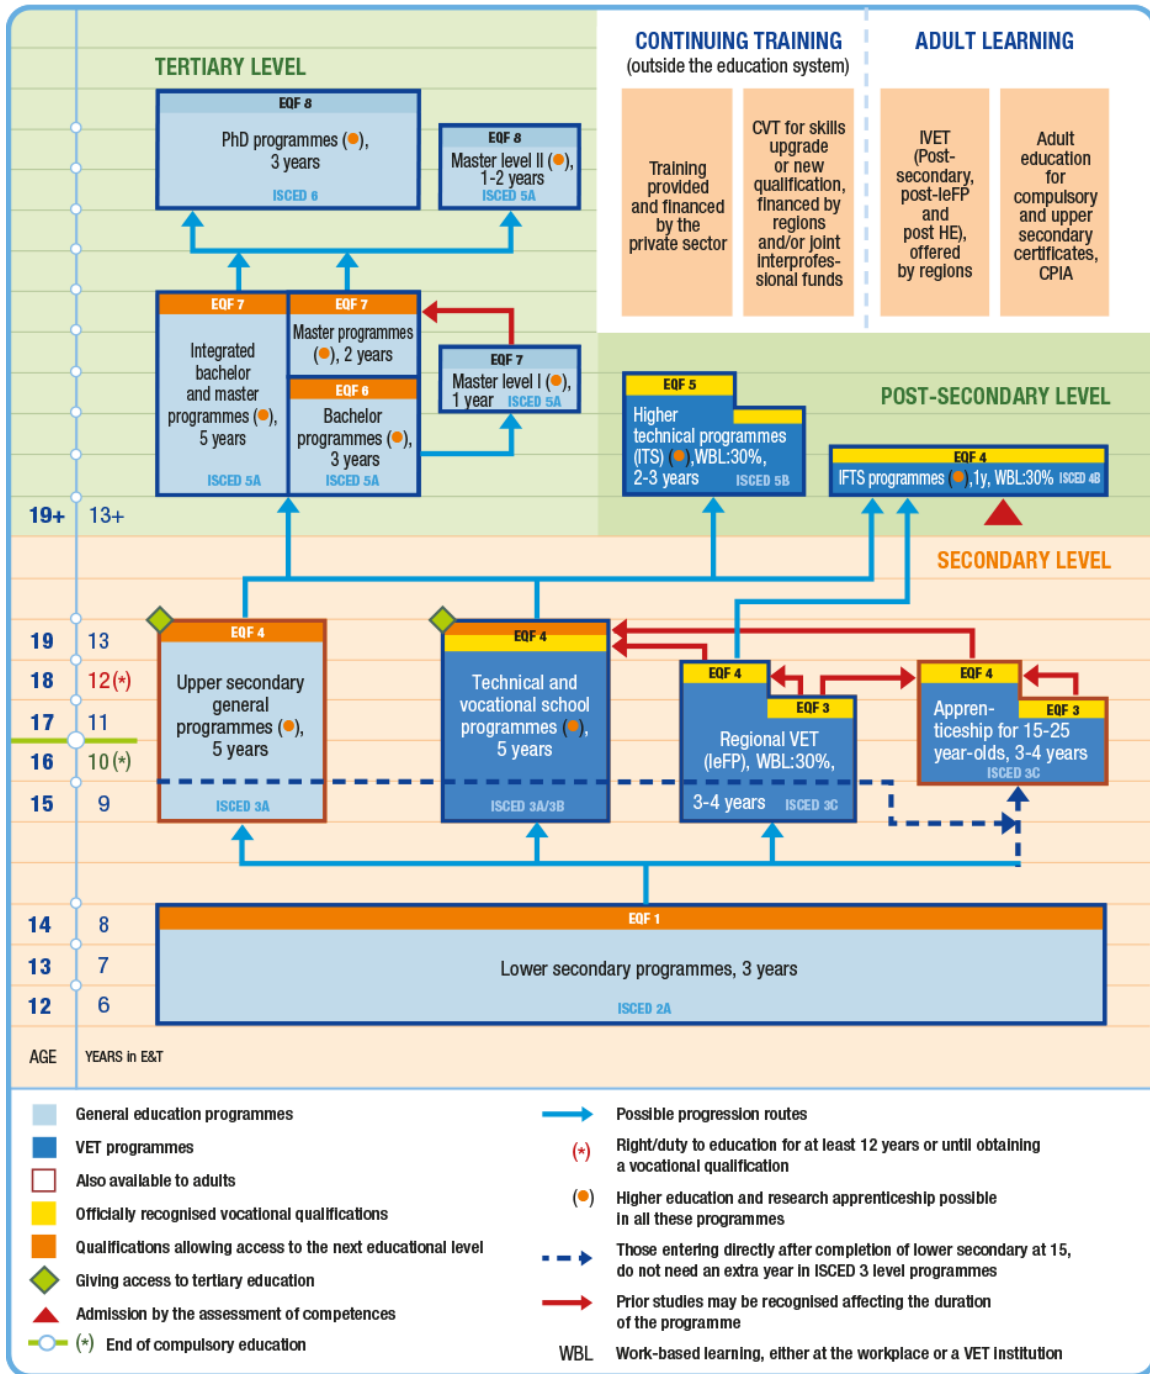 CONTINUING TRAINING
(outside the education system)
ADULT LEARNING
TERTIARY LEVEL
EQF 8
PhD programmes (●),
3 years
ISCED 6
EQF 8
Master level II (●),
1-2 years
ISCED 5A
Training
provided
and financed
by the
private sector
CVT for skills
upgrade
or new
qualification,
financed by
regions
and/or joint
interprofes-
sional funds
IVET
(Post-
secondary,
post-IeFP
and
post HE),
offered
by regions
Adult
education
for
compulsory
and upper
secondary
certificates,
CPIA
EQF 7
Integrated
bachelor
and master
programmes (●),
5 years
ISCED 5A
EQF 7
Master programmes
(●), 2 years
EQF 6
Bachelor
programmes (●),
3 years
ISCED 5A
EQF 7
Master level I (●),
1 year ISCED 5A
POST-SECONDARY LEVEL
EQF 5
Higher
technical programmes
(ITS) (●),WBL:30%,
2-3 years ISCED 5B
EQF 4
IFTS programmes (●),1y, WBL:30% ISCED 4B
19+ 13+
SECONDARY LEVEL
19 13
18 12(*)
17 11
16 10(*)
15 9
EQF 4
Upper secondary
general
programmes (●),
5 years
ISCED 3A
EQF 4
Technical and
vocational school
programmes (●),
5 years
ISCED 3A/3B
EQF 4
EQF 3
Regional VET
(IeFP), WBL:30%,
3-4 years ISCED 3C
EQF 4
EQF 3
Appren-
ticeship for 15-25
year-olds, 3-4 years
ISCED 3C
14 8
13 7
12 6
EQF 1
Lower secondary programmes, 3 years
ISCED 2A
AGE YEARS in E&T
General education programmes
VET programmes
Also available to adults
Officially recognised vocational qualifications
Qualifications allowing access to the next educational level
Giving access to tertiary education
Admission by the assessment of competences
(*) End of compulsory education
Possible progression routes
(*) Right/duty to education for at least 12 years or until obtaining
a vocational qualification
(●) Higher education and research apprenticeship possible
in all these programmes
Those entering directly after completion of lower secondary at 15,
do not need an extra year in ISCED 3 level programmes
Prior studies may be recognised affecting the duration
of the programme
WBL Work-based learning, either at the workplace or a VET institution